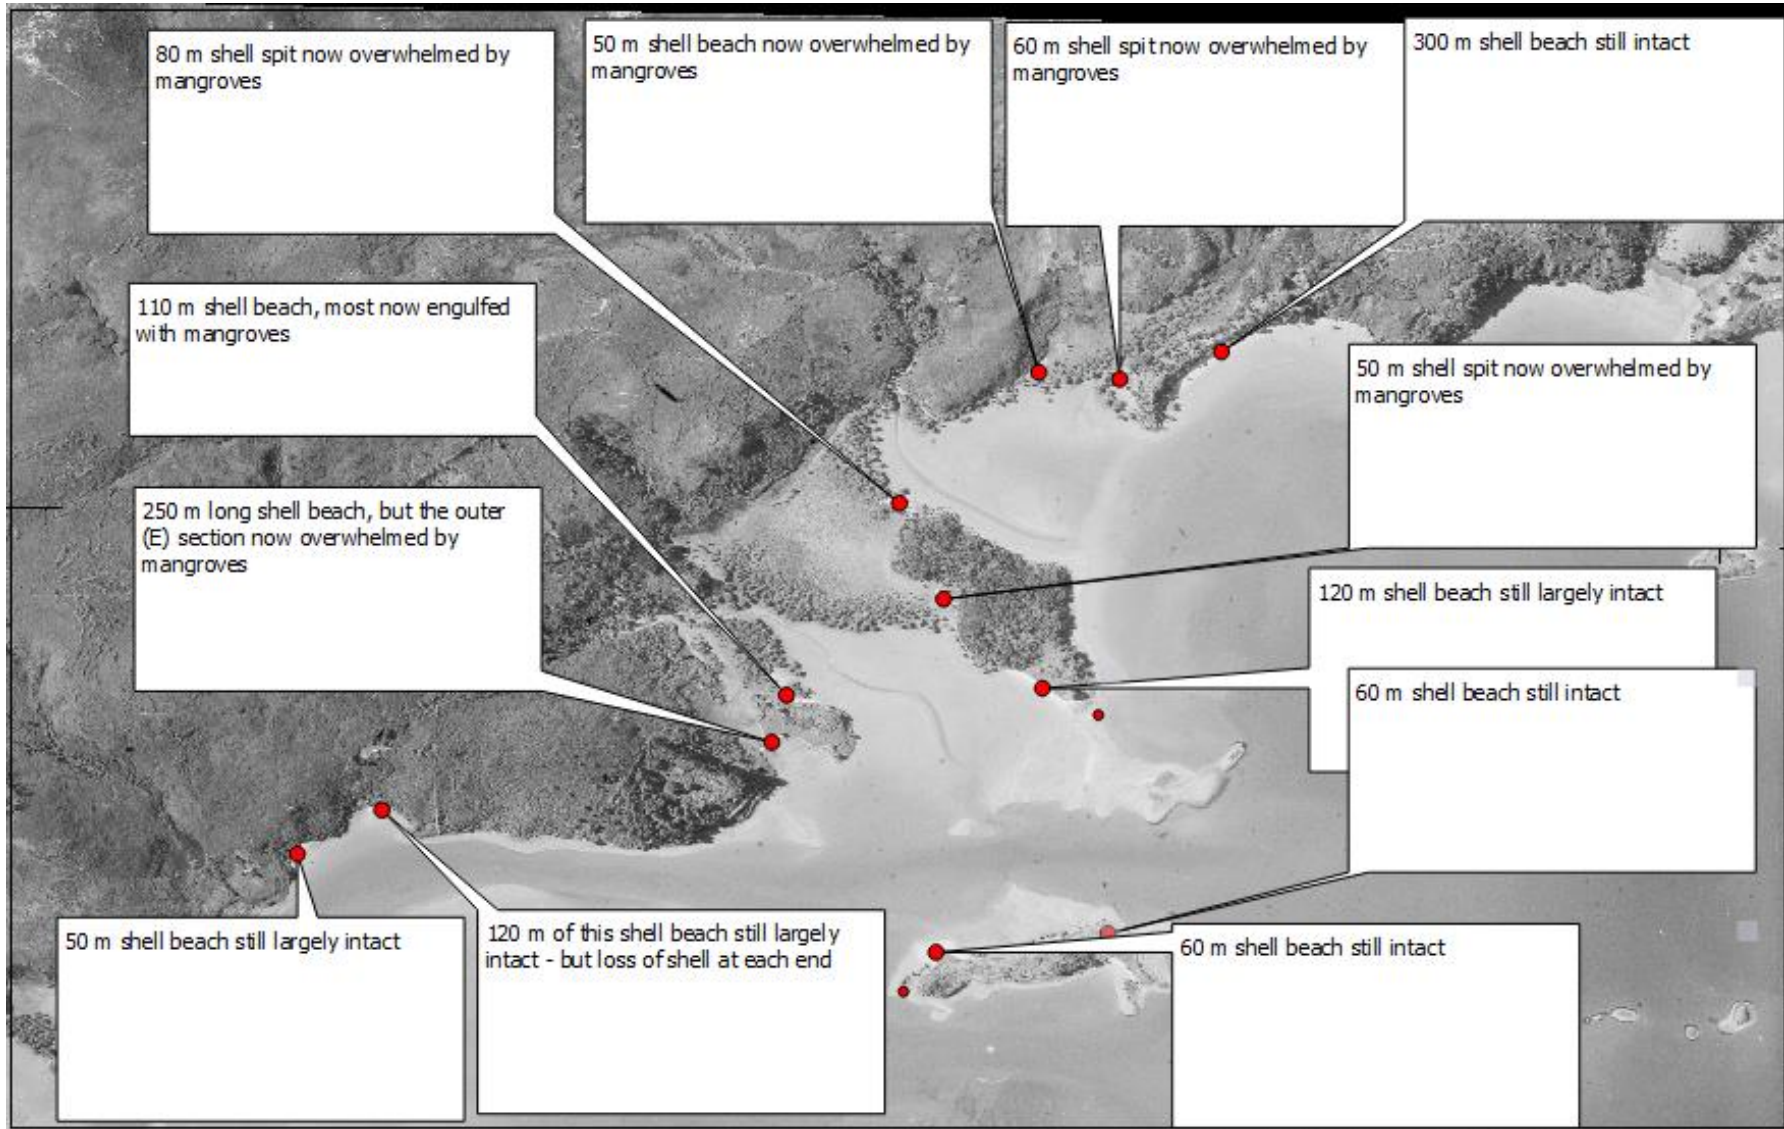 80 m shell spit now overwhelmed by
mangroves
50 m shell beach now overwhelmed by
mangroves
60 m shell spit now overwhelmed by
mangroves
300 m shell beach still intact
110 m shell beach, most now engulfed
with mangroves
50 m shell spit now overwhelmed by
mangroves
250 m long shell beach, but the outer
(E) section now overwhelmed by
mangroves
120 m shell beach still largely intact
60 m shell beach still intact
50 m shell beach still largely intact
120 m of this shell beach still largely
intact - but loss of shell at each end
60 m shell beach still intact